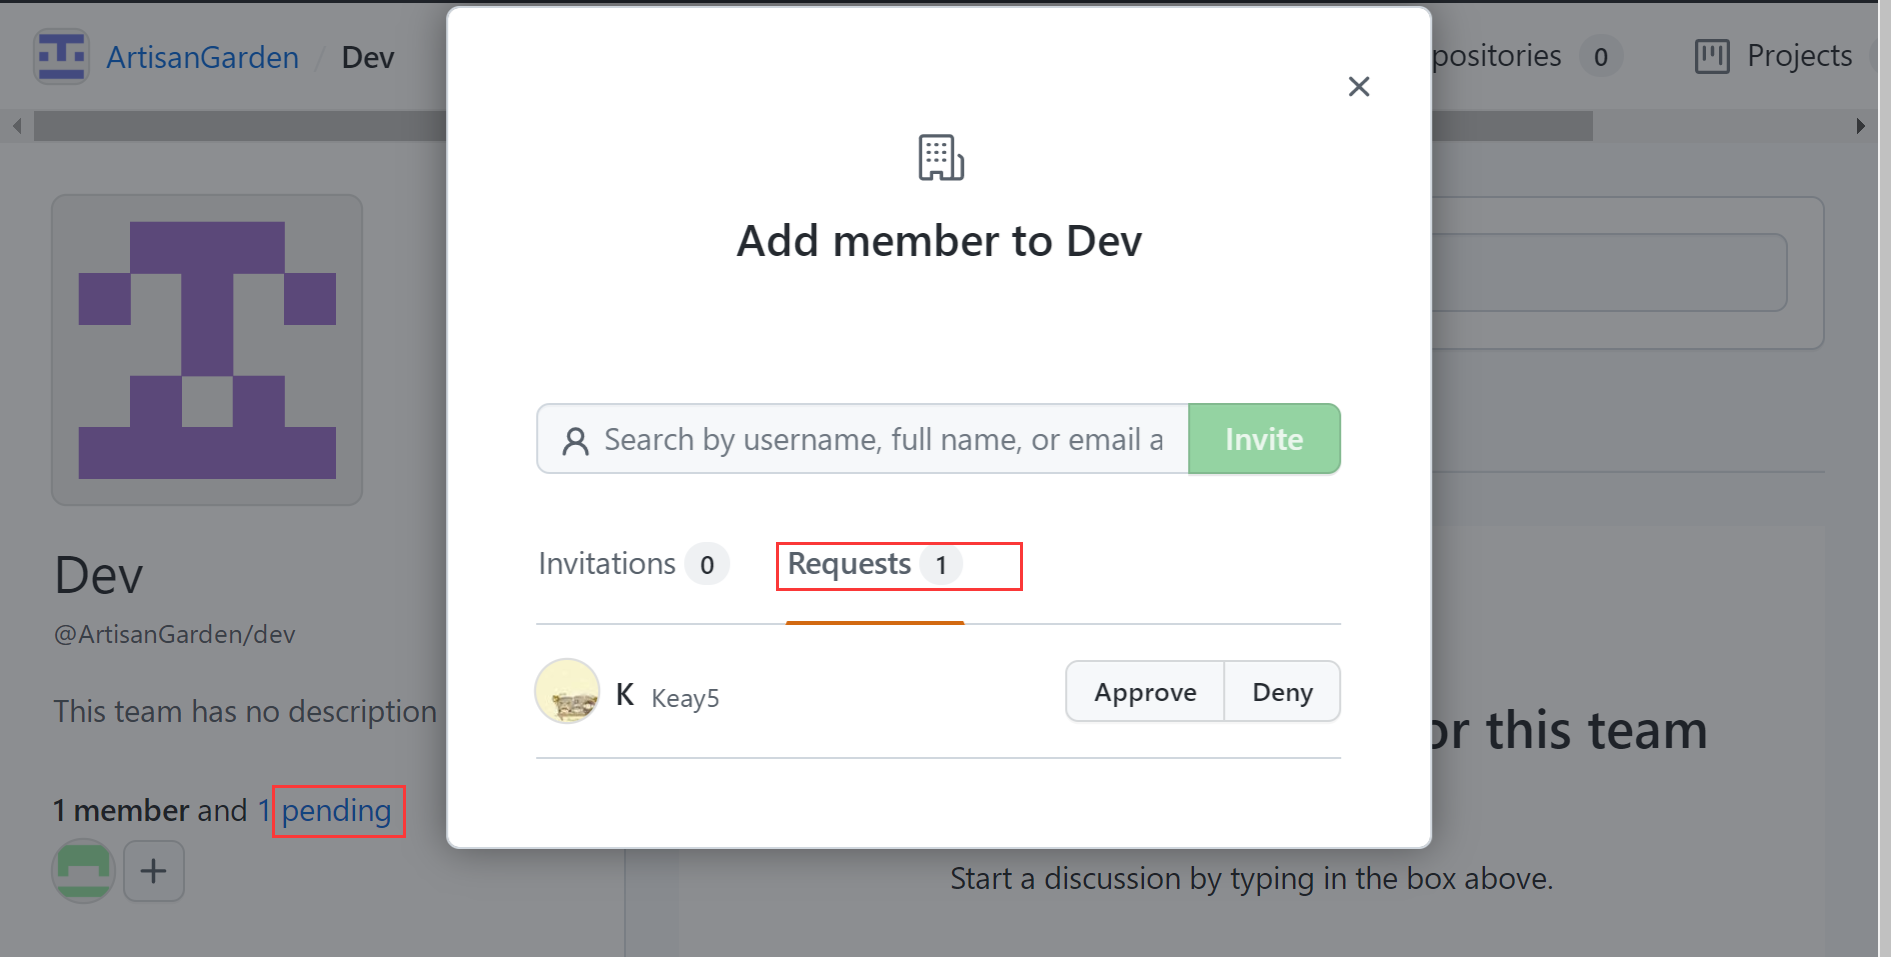 ArtisanGarden / Dev
positories 0
Projects
Add member to Dev
Search by username, full name, or email a
Invite
Invitations 0
Requests 1
K Keay5
Approve
Deny
Dev
@ArtisanGarden/dev
This team has no description
1 member and 1 pending
or this team
Start a discussion by typing in the box above.